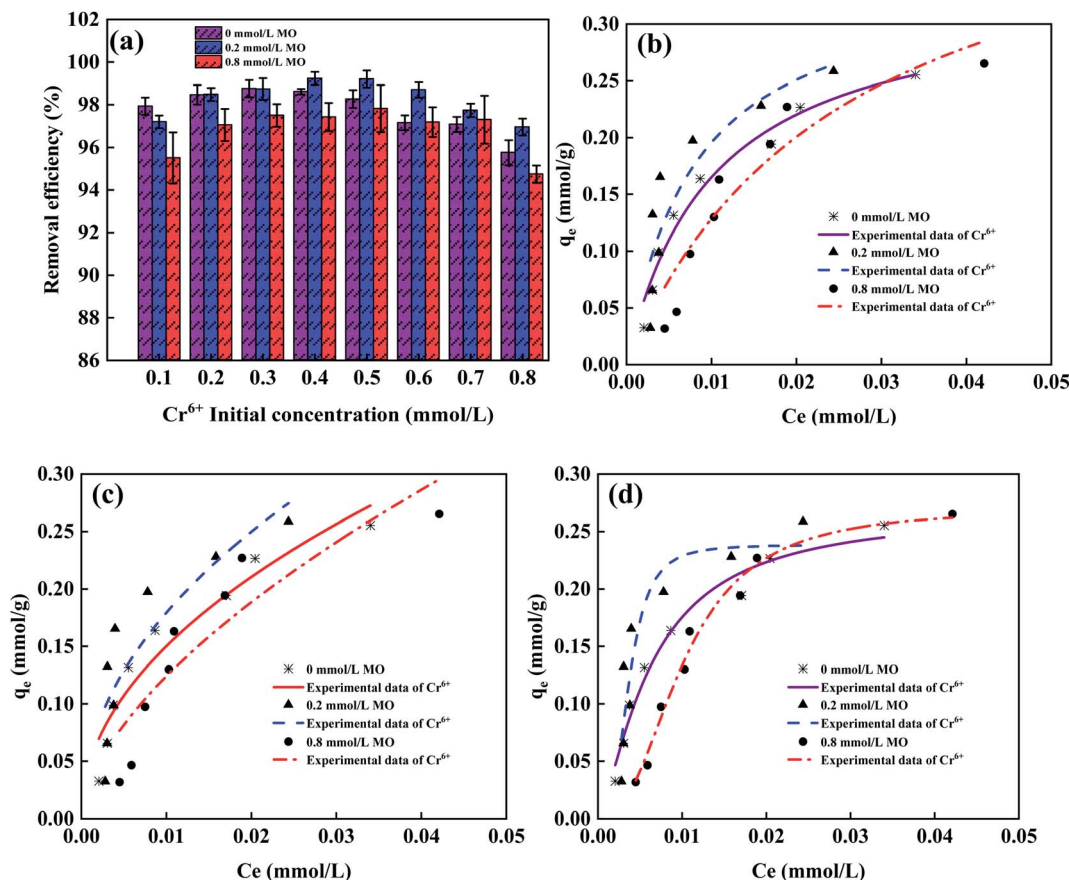 (a)
102
100
98
96
94
92
90
88
86
Removal efficiency (%)
0 mmol/L MO
0.2 mmol/L MO
0.8 mmol/L MO
0.1 0.2 0.3 0.4 0.5 0.6 0.7 0.8
Cr⁶⁺ Initial concentration (mmol/L)
(b)
0.30
0.25
0.20
0.15
0.10
0.05
0.00
qₑ (mmol/g)
0 mmol/L MO
Experimental data of Cr⁶⁺
0.2 mmol/L MO
Experimental data of Cr⁶⁺
0.8 mmol/L MO
Experimental data of Cr⁶⁺
0.00 0.01 0.02 0.03 0.04 0.05
Ce (mmol/L)
(c)
0.30
0.25
0.20
0.15
0.10
0.05
0.00
qₑ (mmol/g)
0 mmol/L MO
Experimental data of Cr⁶⁺
0.2 mmol/L MO
Experimental data of Cr⁶⁺
0.8 mmol/L MO
Experimental data of Cr⁶⁺
0.00 0.01 0.02 0.03 0.04 0.05
Ce (mmol/L)
(d)
0.30
0.25
0.20
0.15
0.10
0.05
0.00
qₑ (mmol/g)
0 mmol/L MO
Experimental data of Cr⁶⁺
0.2 mmol/L MO
Experimental data of Cr⁶⁺
0.8 mmol/L MO
Experimental data of Cr⁶⁺
0.00 0.01 0.02 0.03 0.04 0.05
Ce (mmol/L)